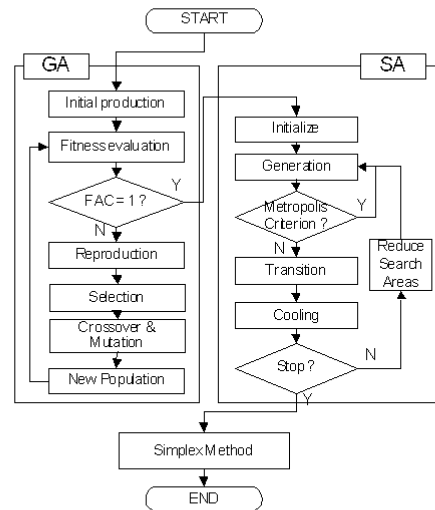 START
GA
SA
Initial production
Fitness evaluation
FAC = 1 ?
Y
N
Reproduction
Selection
Crossover &
Mutation
New Population
Initialize
Generation
Metropolis
Criterion ?
Y
N
Transition
Cooling
Reduce
Search
Areas
Stop ?
N
Y
Simplex Method
END